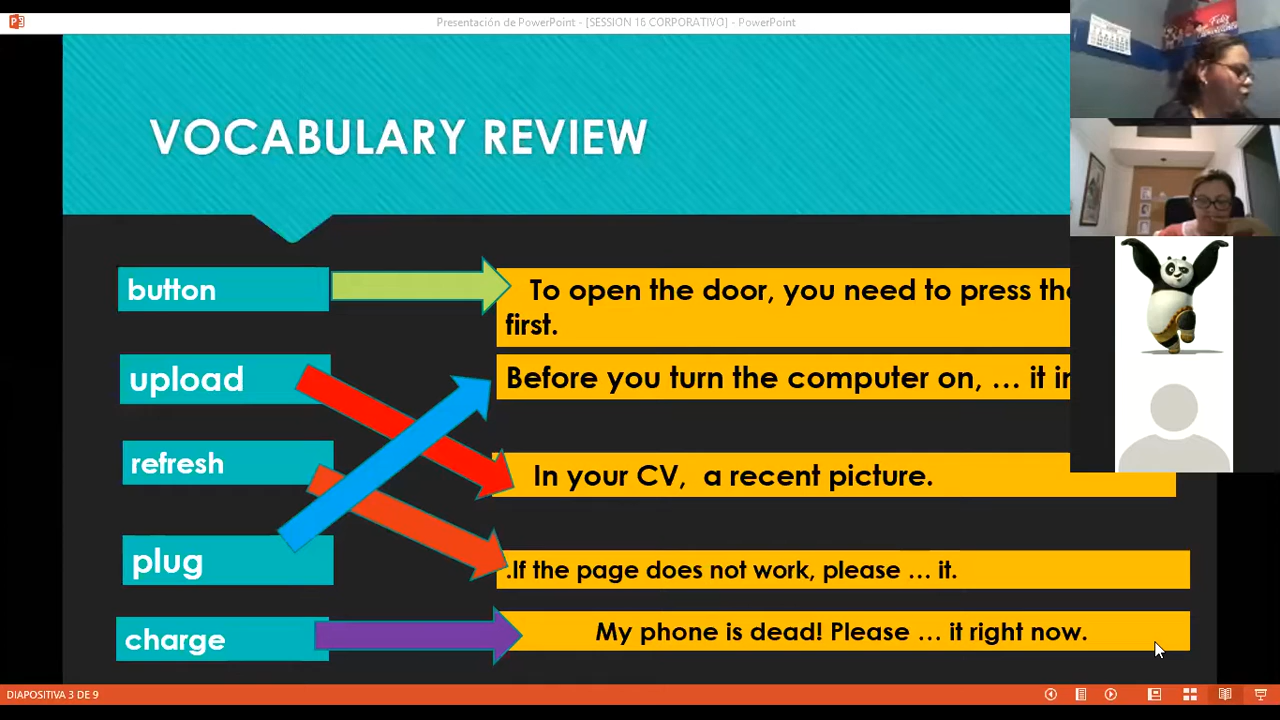 Presentación de PowerPoint - [SESSION 16 CORPORATIVO] - PowerPoint
Feliz
VOCABULARY REVIEW
button
To open the door, you need to press the
first.
upload
Before you turn the computer on, … it in
refresh
In your CV,  a recent picture.
plug
.If the page does not work, please … it.
charge
My phone is dead! Please … it right now.
DIAPOSITIVA 3 DE 9